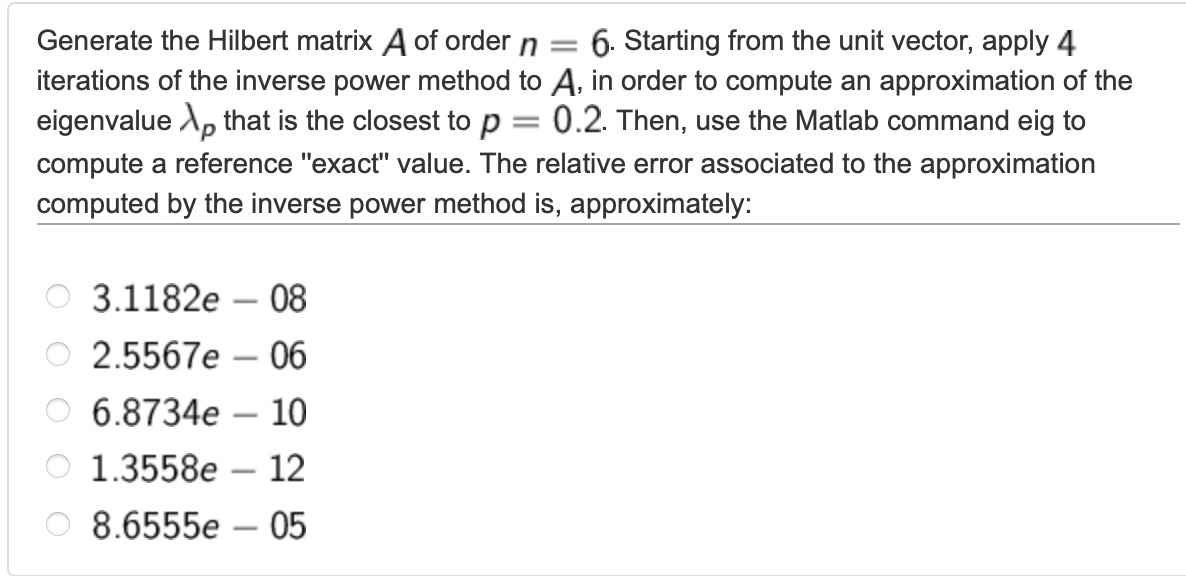 Generate the Hilbert matrix A of order n = 6. Starting from the unit vector, apply 4
iterations of the inverse power method to A, in order to compute an approximation of the
eigenvalue λp that is the closest to p = 0.2. Then, use the Matlab command eig to
compute a reference "exact" value. The relative error associated to the approximation
computed by the inverse power method is, approximately:
3.1182e − 08
2.5567e − 06
6.8734e − 10
1.3558e − 12
8.6555e − 05